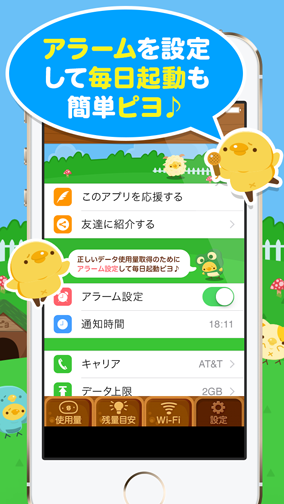 アラームを設定
して毎日起動も
簡単ピヨ♪
このアプリを応援する
友達に紹介する
正しいデータ使用量取得のために
アラーム設定して毎日起動ピヨ♪
アラーム設定
通知時間 18:11
キャリア AT&T
データ上限 2GB
使用量 残量目安 Wi-Fi 設定